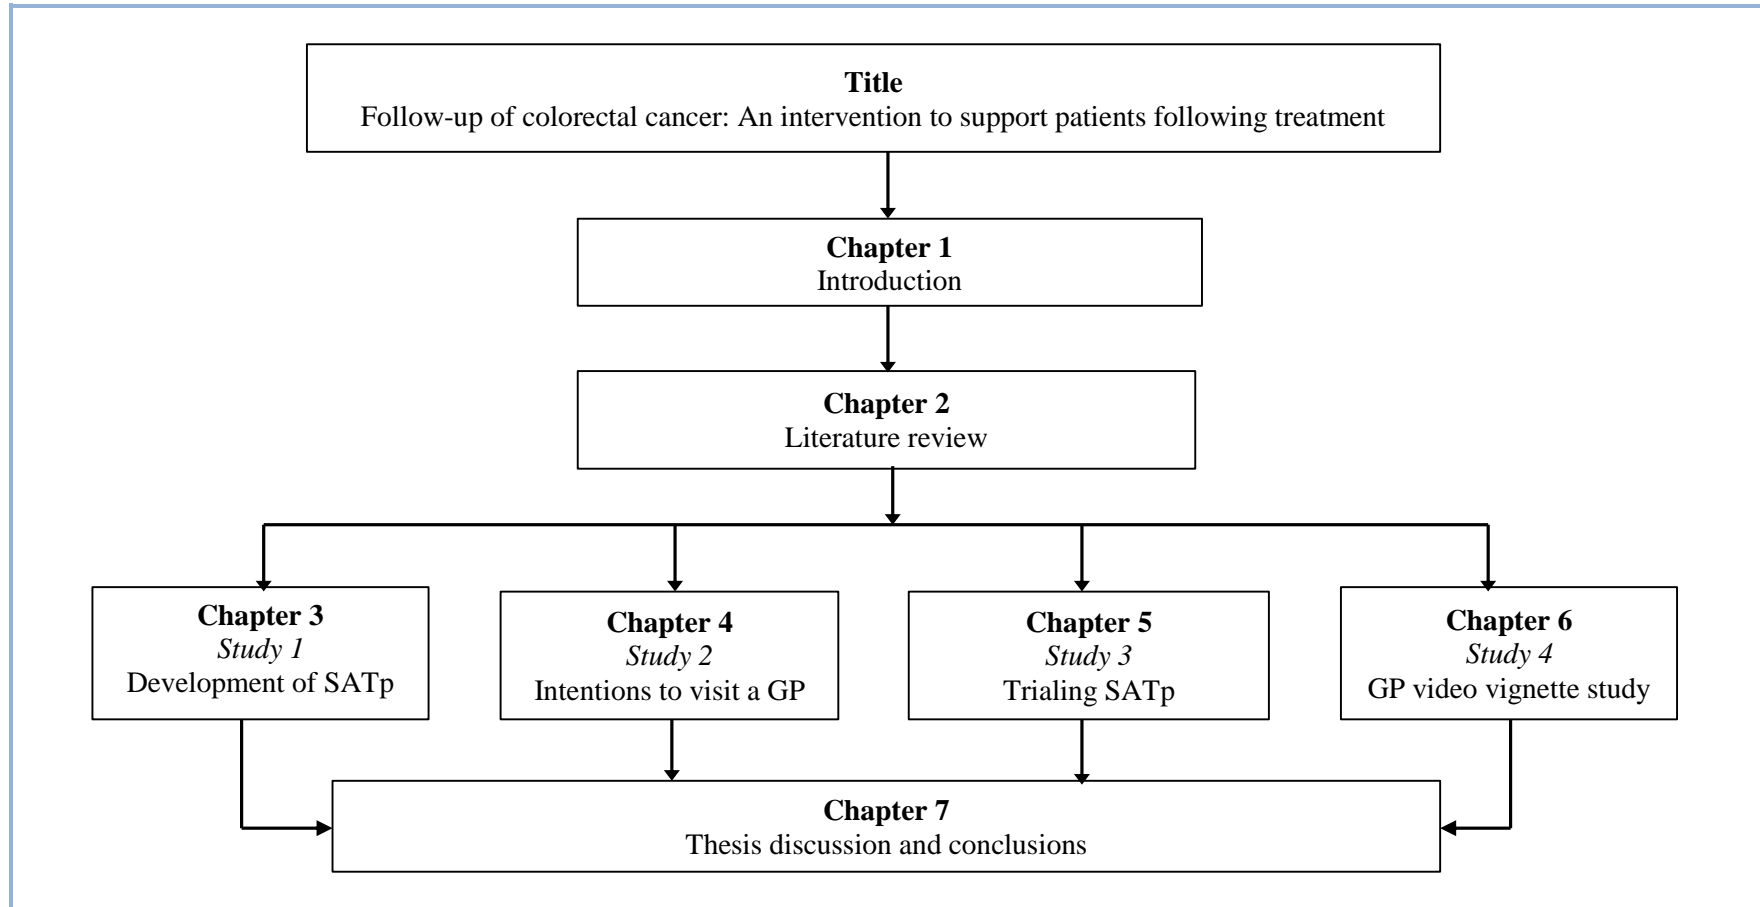 Title
Follow-up of colorectal cancer: An intervention to support patients following treatment
Chapter 1
Introduction
Chapter 2
Literature review
Chapter 3
Study 1
Development of SATp
Chapter 4
Study 2
Intentions to visit a GP
Chapter 5
Study 3
Trialing SATp
Chapter 6
Study 4
GP video vignette study
Chapter 7
Thesis discussion and conclusions